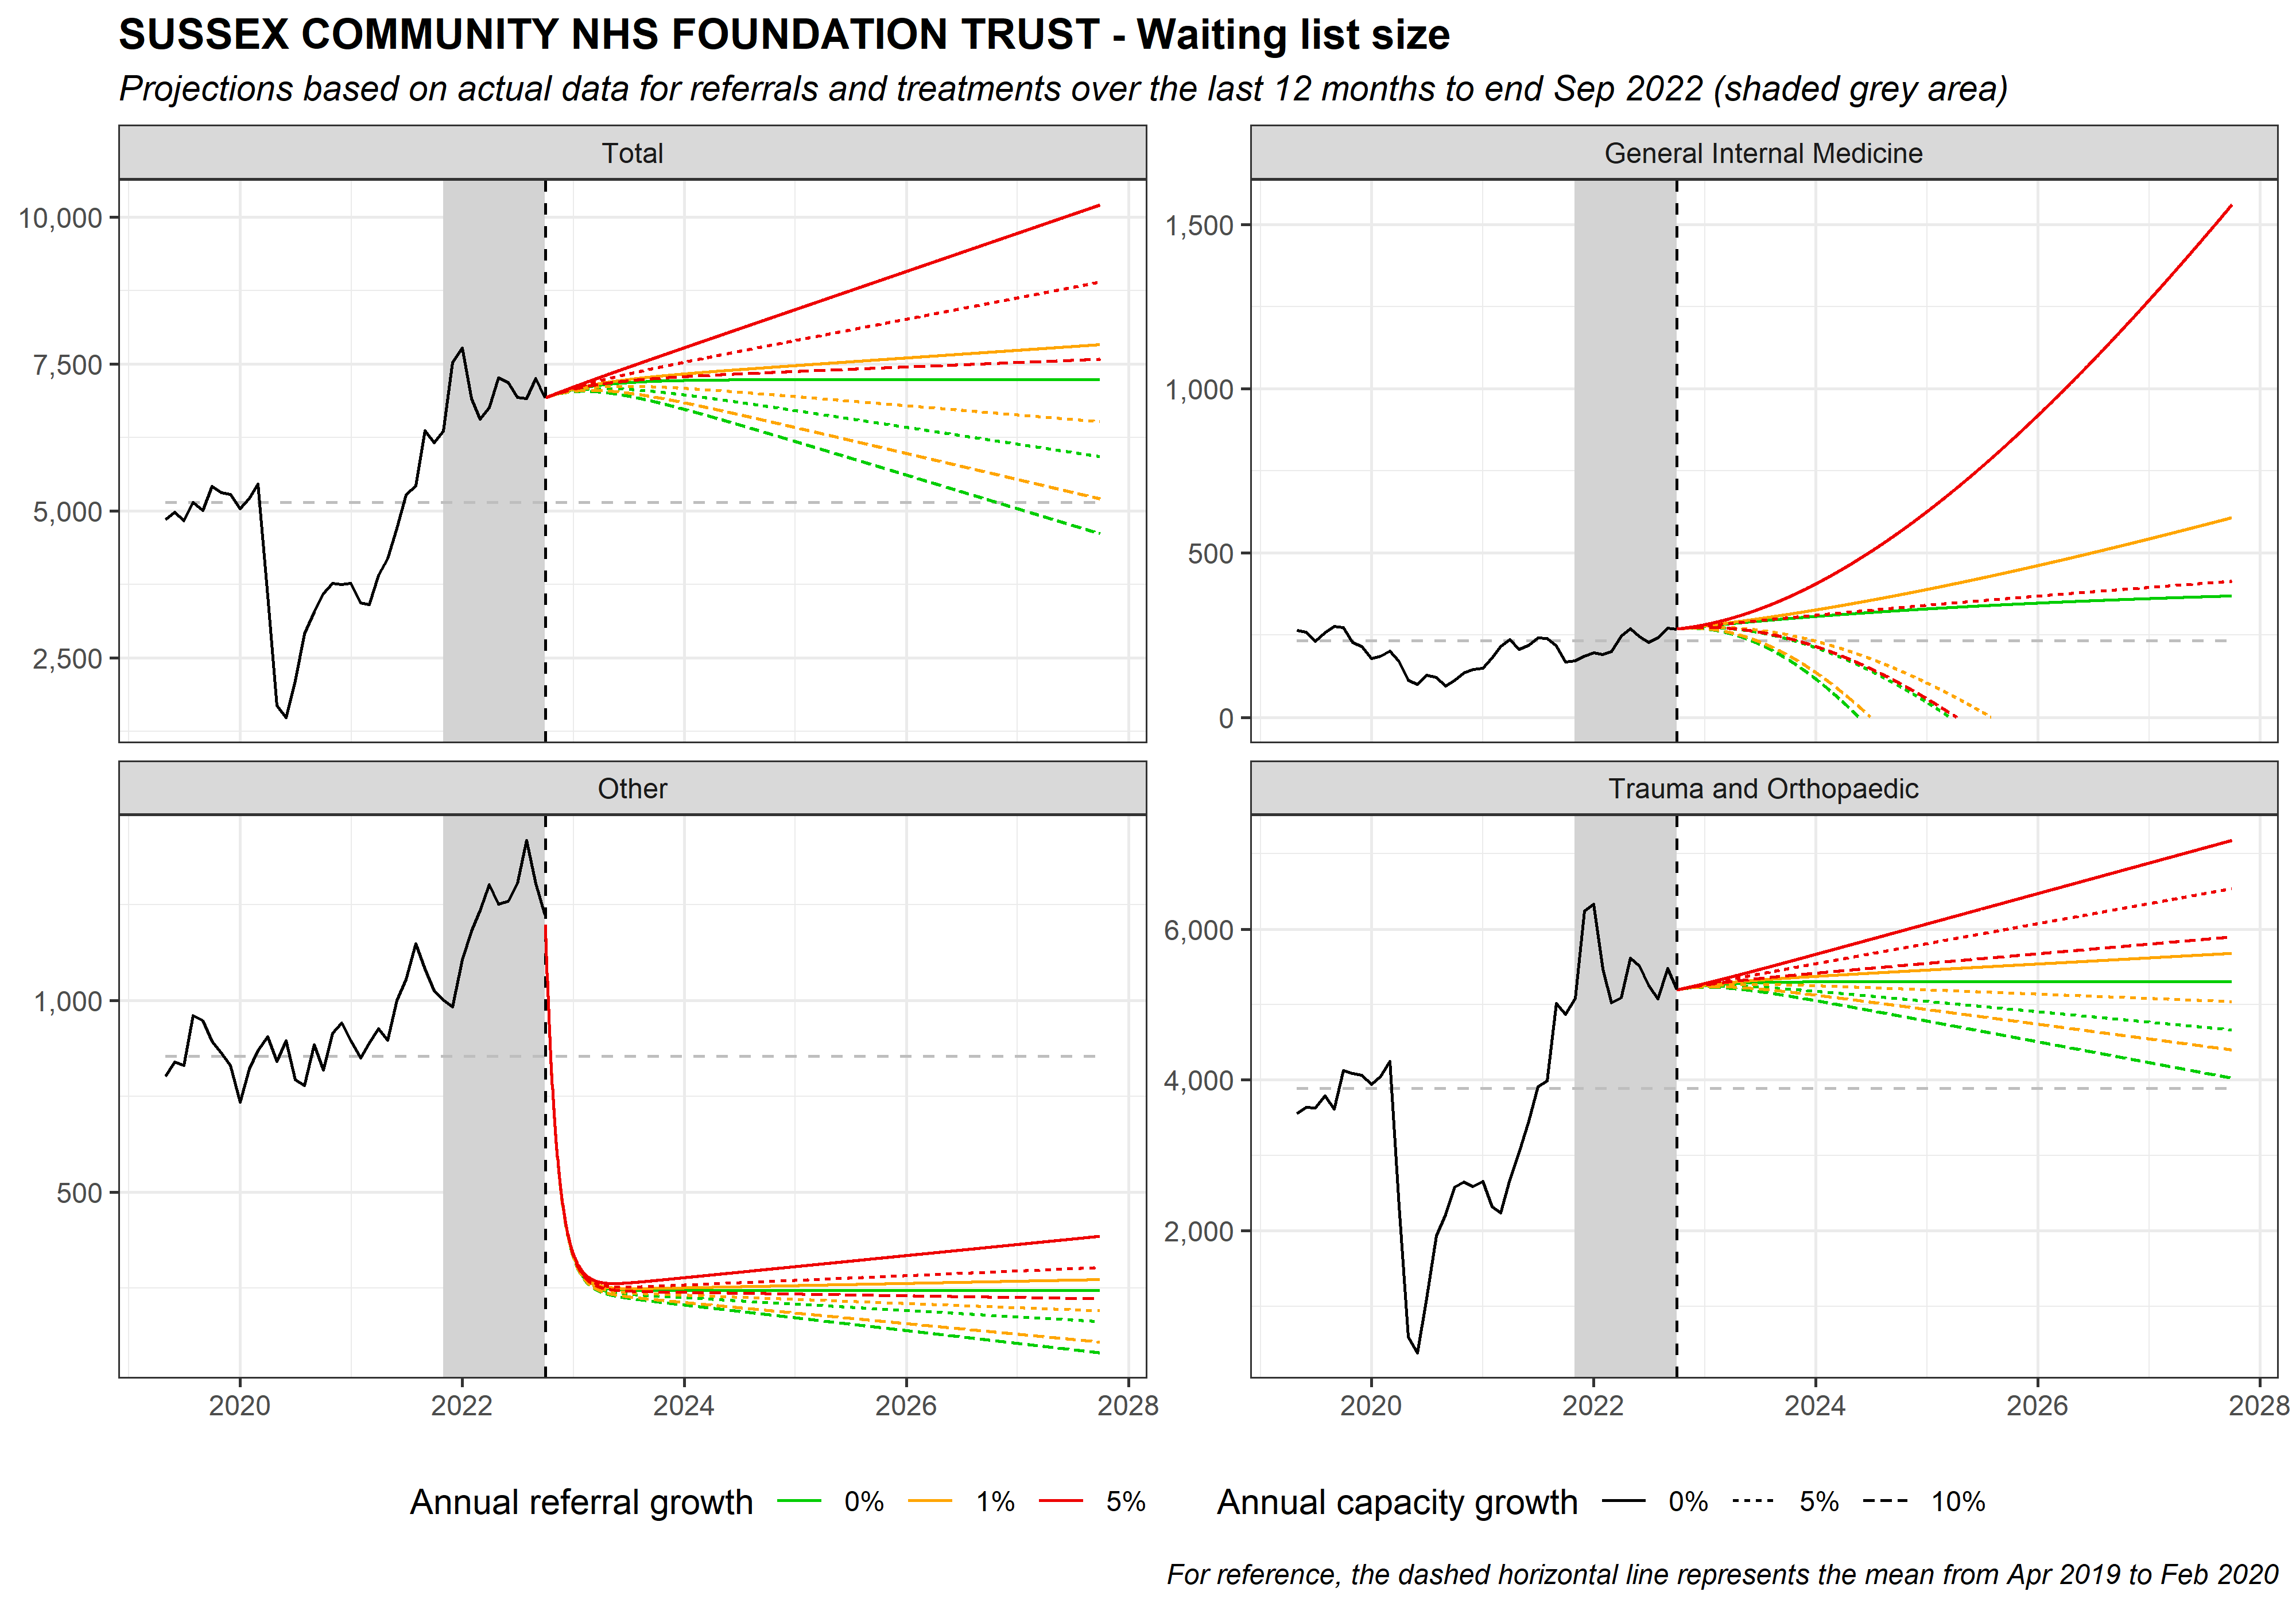 SUSSEX COMMUNITY NHS FOUNDATION TRUST - Waiting list size
Projections based on actual data for referrals and treatments over the last 12 months to end Sep 2022 (shaded grey area)
Total
10,000
7,500
5,000
2,500
General Internal Medicine
1,500
1,000
500
0
Other
1,000
500
2020 2022 2024 2026 2028
Trauma and Orthopaedic
6,000
4,000
2,000
2020 2022 2024 2026 2028
Annual referral growth 0% 1% 5%
Annual capacity growth 0% 5% 10%
For reference, the dashed horizontal line represents the mean from Apr 2019 to Feb 2020